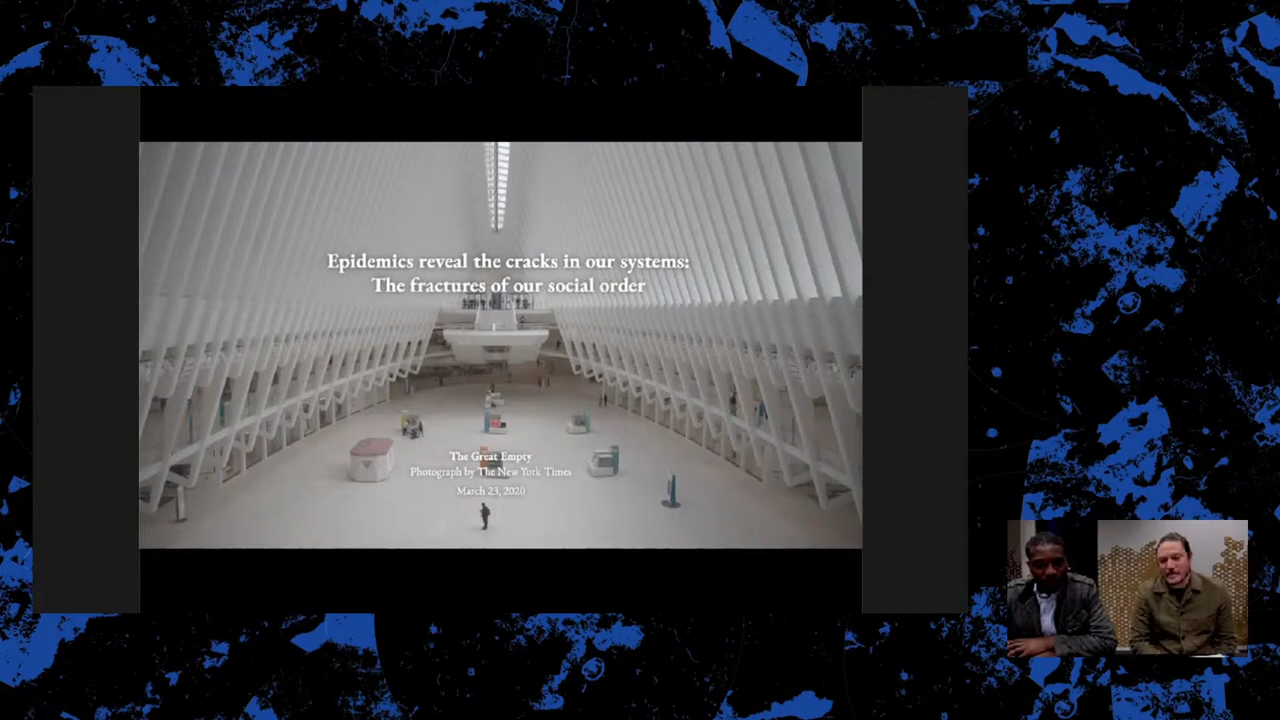 Epidemics reveal the cracks in our systems:
The fractures of our social order
The Great Empty
Photograph by The New York Times
March 23, 2020